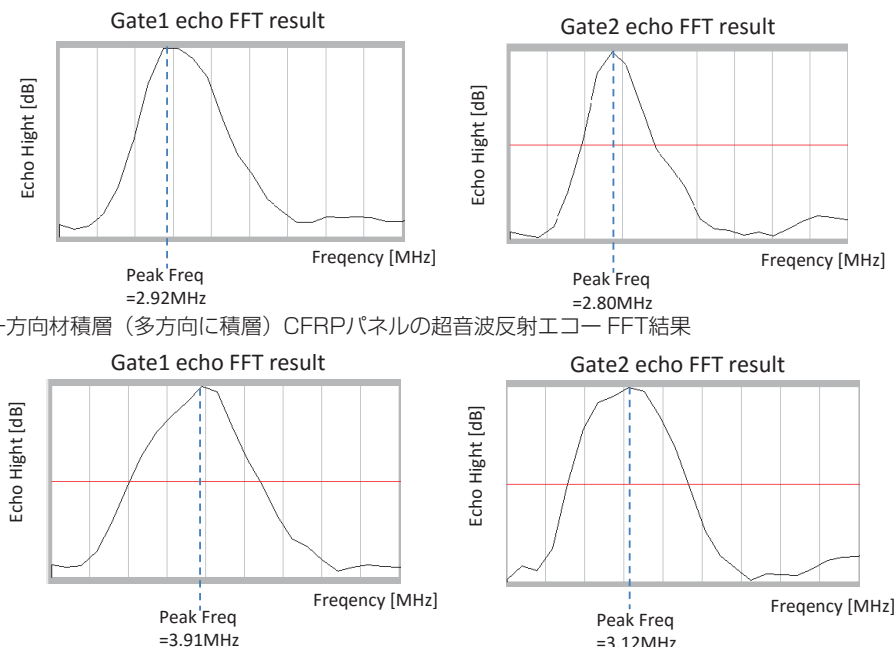 Gate1 echo FFT result
Echo Hight [dB]
Freqency [MHz]
Peak Freq
=2.92MHz
Gate2 echo FFT result
Echo Hight [dB]
Freqency [MHz]
Peak Freq
=2.80MHz
一方向材積層（多方向に積層）CFRPパネルの超音波反射エコー FFT結果
Gate1 echo FFT result
Echo Hight [dB]
Freqency [MHz]
Peak Freq
=3.91MHz
Gate2 echo FFT result
Echo Hight [dB]
Freqency [MHz]
Peak Freq
=3.12MHz